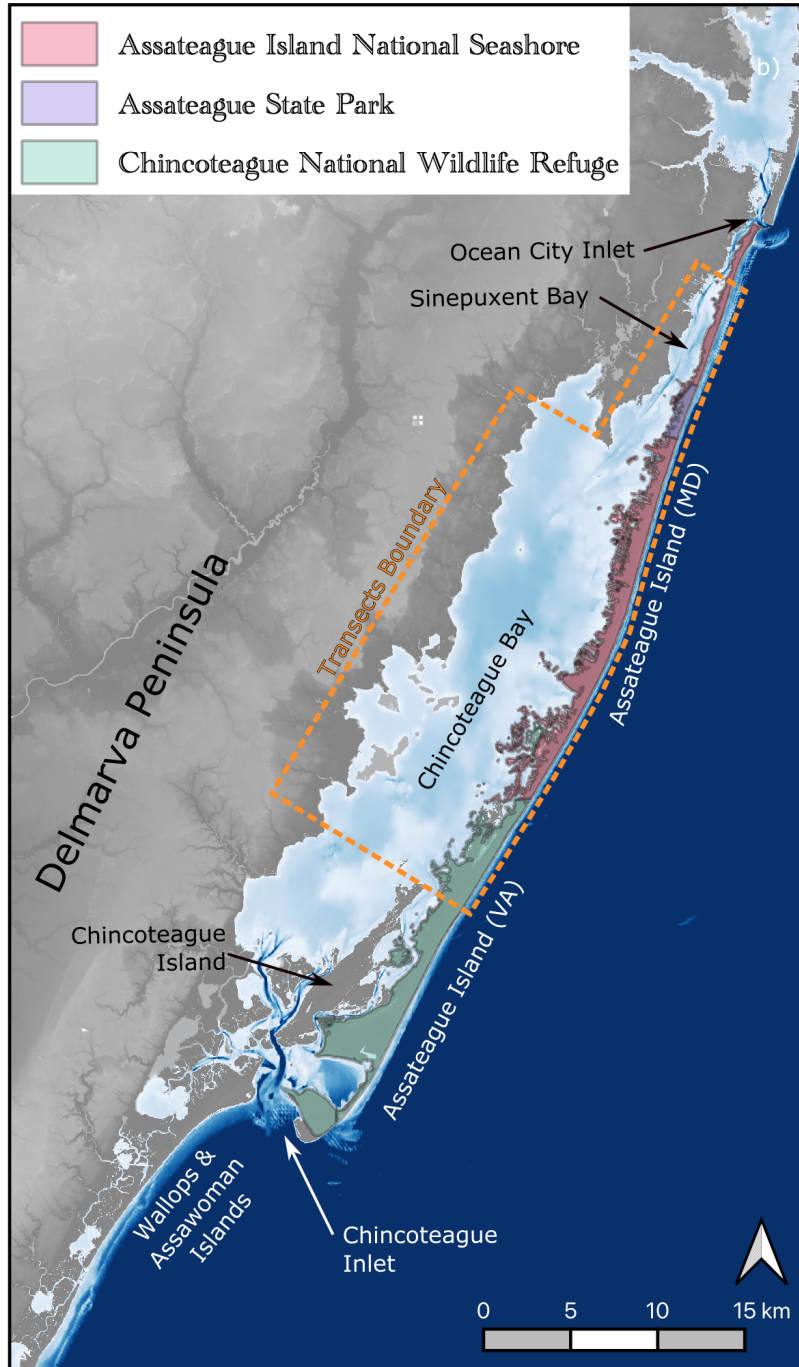 Assateague Island National Seashore
Assateague State Park
Chincoteague National Wildlife Refuge
b)
Ocean City Inlet
Sinepuxent Bay
Transects Boundary
Assateague Island (MD)
Delmarva Peninsula
Chincoteague Bay
Chincoteague
Island
Assateague Island (VA)
Wallops &
Assawoman
Islands
Chincoteague
Inlet
0 5 10 15 km